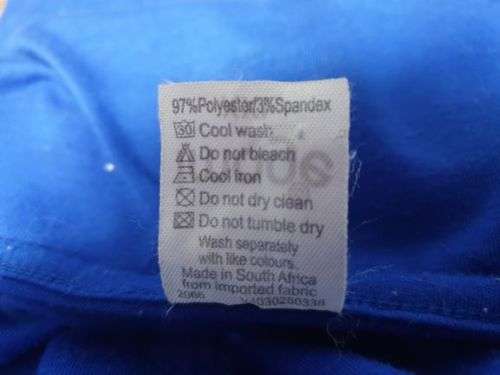 97%Polyester/3%Spandex
30 Cool wash
Do not bleach
Cool iron
Do not dry clean
Do not tumble dry
Wash separately
with like colours.
Made in South Africa
from imported fabric